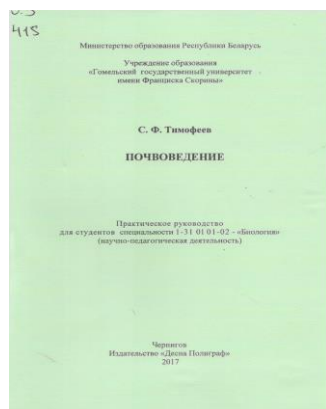 415
Министерство образования Республики Беларусь
Учреждение образования
«Гомельский государственный университет
имени Франциска Скорины»
С. Ф. Тимофеев
ПОЧВОВЕДЕНИЕ
Практическое руководство
для студентов специальности 1-31 01 01-02 - «Биология»
(научно-педагогическая деятельность)
Чернигов
Издательство «Десна Полиграф»
2017